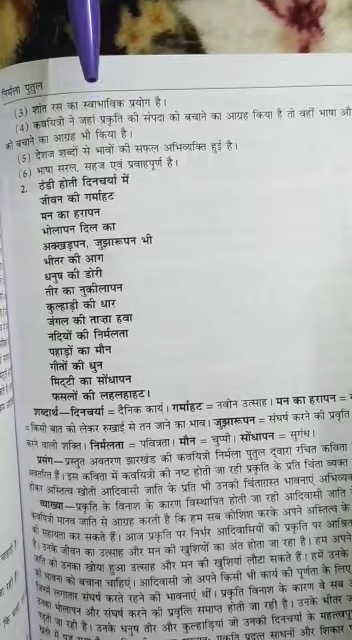 निर्मला पुतुल
(3) शांत रस का स्वाभाविक प्रयोग है।
(4) कवयित्री ने जहां प्रकृति को संपदा को बचाने का आग्रह किया है तो वहीं भाषा औ
को बचाने का आग्रह भी किया है।
(5) देशज शब्दों से भावों की सफल अभिव्यक्ति हुई है।
(6) भाषा सरल, सहज एवं प्रवाहपूर्ण है।
2. ठंडी होती दिनचर्या में
जीवन की गर्माहट
मन का हरापन
भोलापन दिल का
अक्खड़पन, जुझारूपन भी
भीतर की आग
धनुष की डोरी
तीर का नुकीलापन
कुल्हाड़ी की धार
जंगल की ताज़ा हवा
नदियों की निर्मलता
पहाड़ों का मौन
गीतों की धुन
मिट्टी का सोंधापन
फसलों की लहलहाहट।
शब्दार्थ—दिनचर्या = दैनिक कार्य। गर्माहट = नवीन उत्साह। मन का हरापन =
= किसी बात को लेकर रुखाई से तन जाने का भाव। जुझारूपन = संघर्ष करने की प्रवृति
करने वाली शक्ति। निर्मलता = पवित्रता। मौन = चुप्पी। सोंधापन = सुगंध।
प्रसंग—प्रस्तुत अवतरण झारखंड की कवयित्री निर्मला पुतुल द्वारा रचित कविता
अवतरित हैं। इस कविता में कवयित्री की नष्ट होती जा रही प्रकृति के प्रति चिंता व्यक्त
होकर अस्तित्व खोती आदिवासी जाति के प्रति भी उनको चिंताग्रस्त भावनाएं अभिव्य
व्याख्या—प्रकृति के विनाश के कारण विस्थापित होती जा रही आदिवासी जाति
कवयित्री मानव जाति से आग्रह करती है कि हम सब कोशिश करके अपने अस्तित्व के
की सहायता कर सकते हैं। आज प्रकृति पर निर्भर आदिवासियों की प्रकृति पर आश्रित
है। उनके जीवन का उत्साह और मन की खुशियों का अंत होता जा रहा है। हम अपने
जाति को उनका खोया हुआ उत्साह और मन की खुशियाँ लौटा सकते हैं। हमें उनके
की भावना को बचाना चाहिए। आदिवासी जो अपने किसी भी कार्य को पूर्णता के लिए
जिनमें लगातार संघर्ष करते रहने की भावनाएं थीं। प्रकृति विनाश के कारण वे सब
उनका भोलापन और संघर्ष करने की प्रवृत्ति समाप्त होती जा रही है। उनके भीतर
पड़ती जा रही है। उनके धनुष तीर और कुल्हाड़ियां जो उनकी दिनचर्या के महत्वपूर्ण